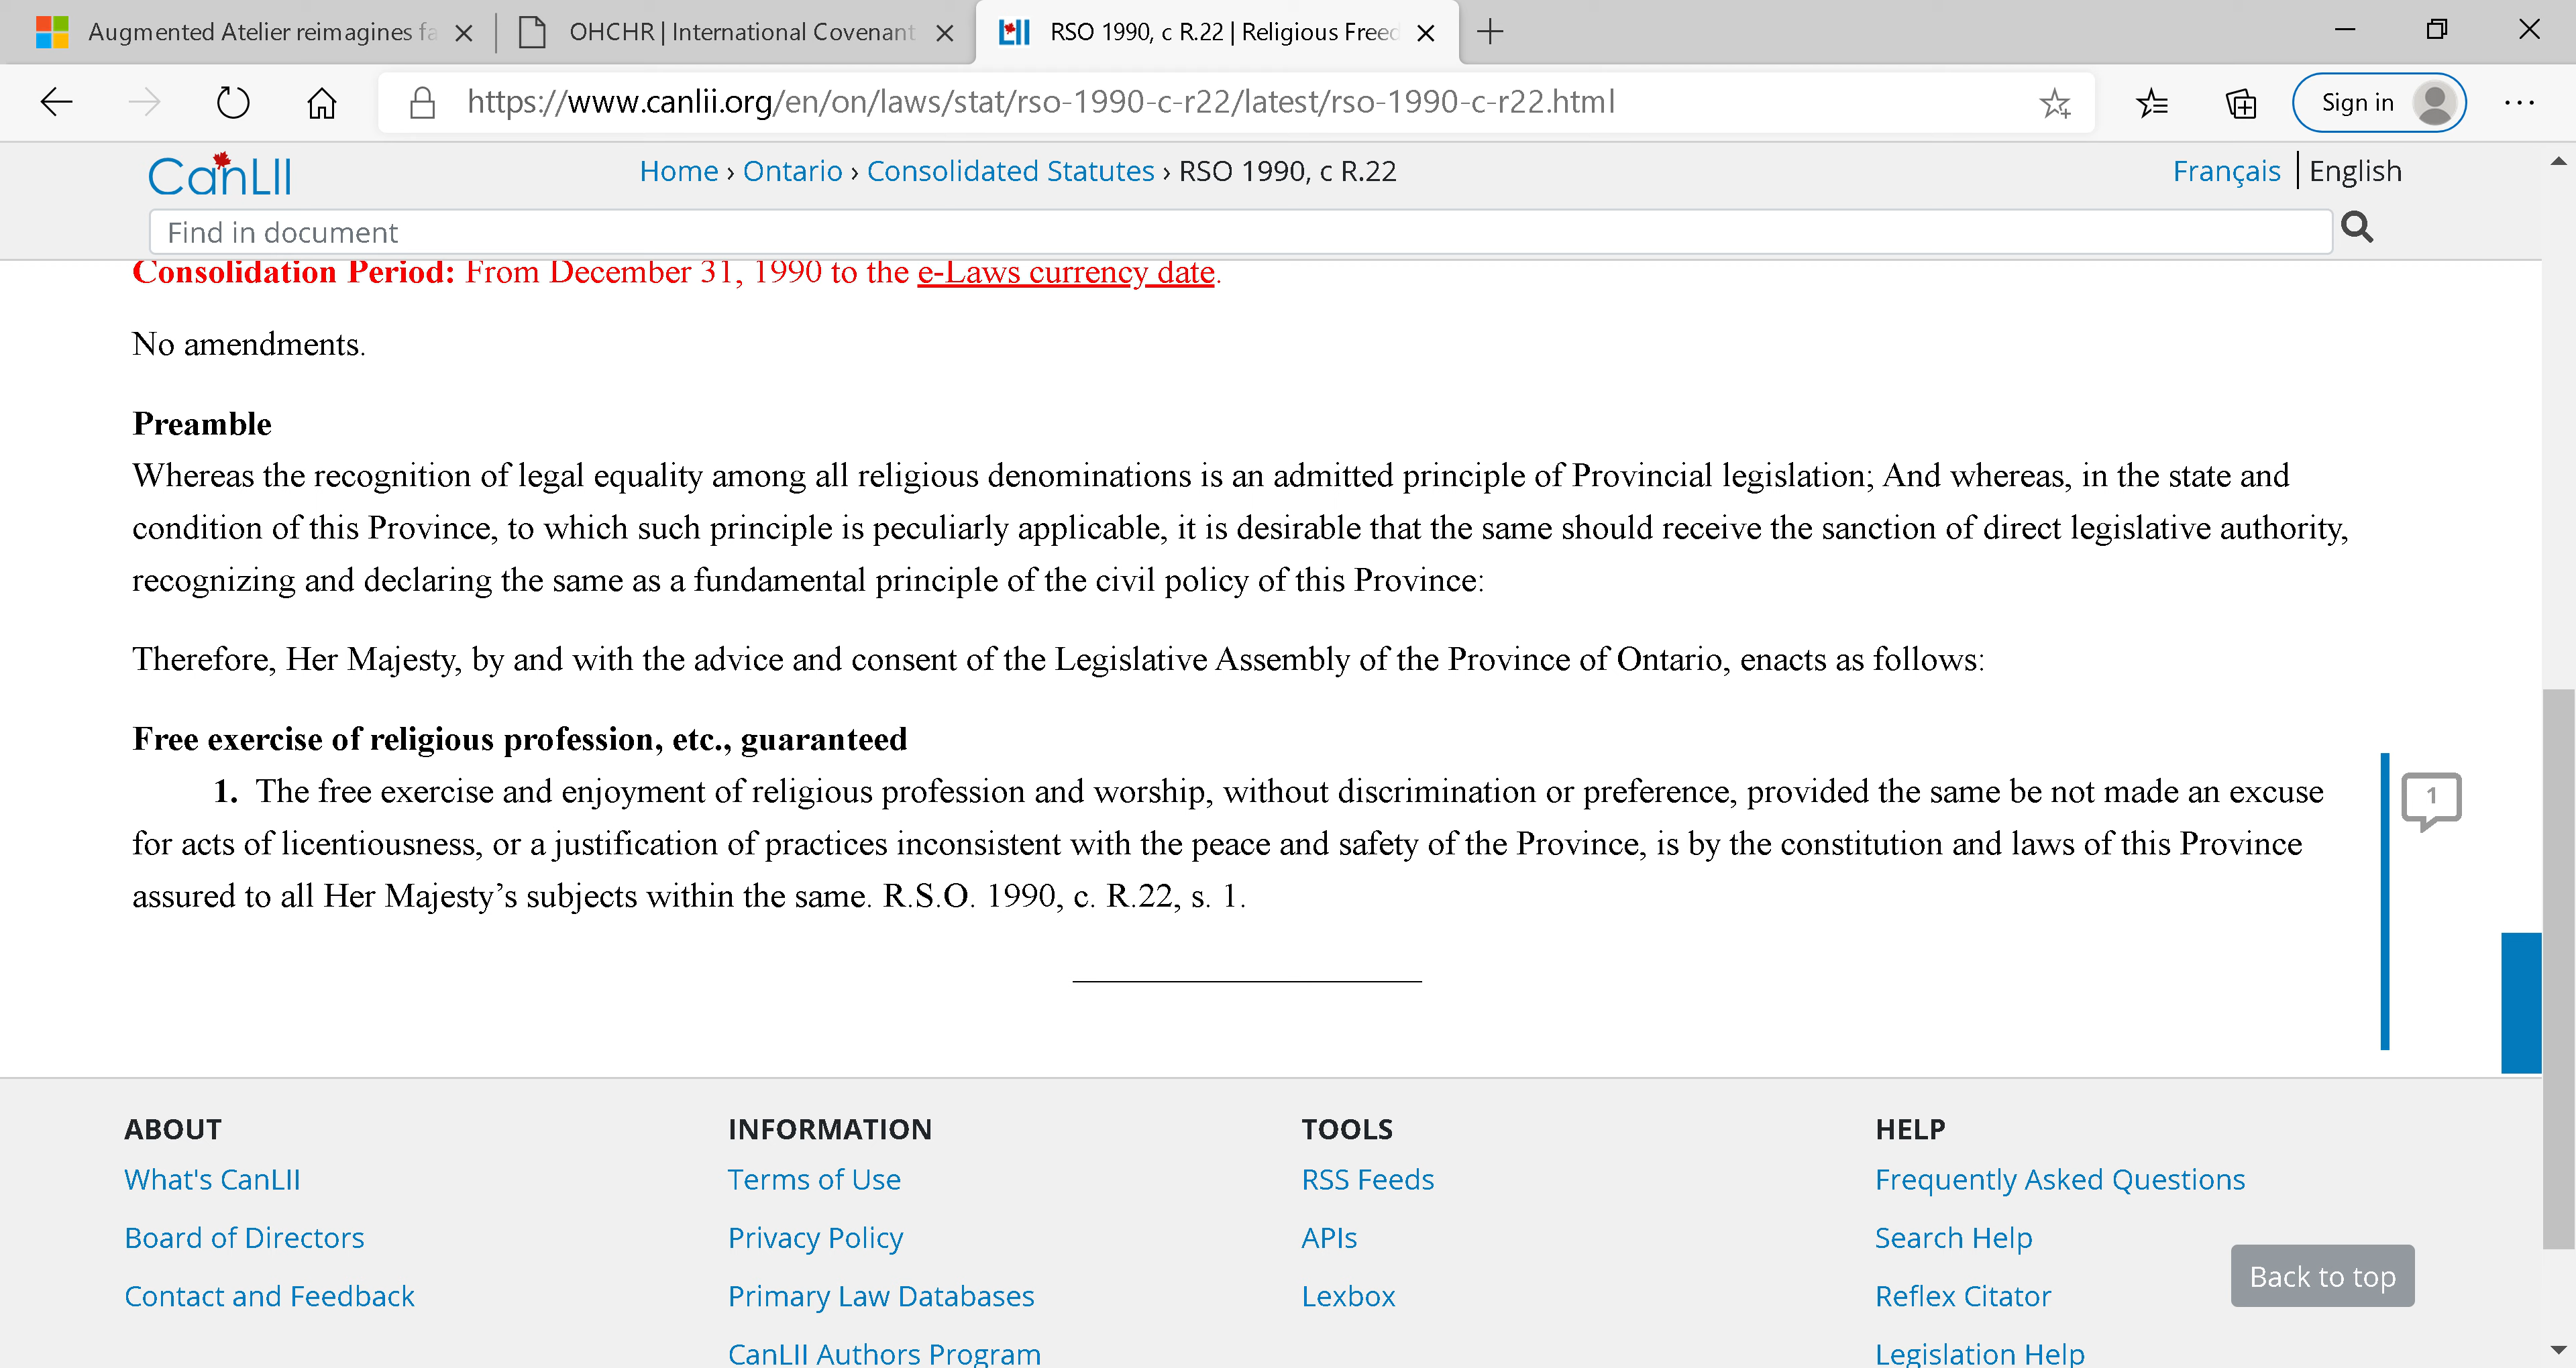 Augmented Atelier reimagines fa
OHCHR | International Covenant
RSO 1990, c R.22 | Religious Freed
https://www.canlii.org/en/on/laws/stat/rso-1990-c-r22/latest/rso-1990-c-r22.html
Sign in
CanLII
Home › Ontario › Consolidated Statutes › RSO 1990, c R.22
Français | English
Find in document
Consolidation Period: From December 31, 1990 to the e-Laws currency date.
No amendments.
Preamble
Whereas the recognition of legal equality among all religious denominations is an admitted principle of Provincial legislation; And whereas, in the state and
condition of this Province, to which such principle is peculiarly applicable, it is desirable that the same should receive the sanction of direct legislative authority,
recognizing and declaring the same as a fundamental principle of the civil policy of this Province:
Therefore, Her Majesty, by and with the advice and consent of the Legislative Assembly of the Province of Ontario, enacts as follows:
Free exercise of religious profession, etc., guaranteed
1. The free exercise and enjoyment of religious profession and worship, without discrimination or preference, provided the same be not made an excuse
for acts of licentiousness, or a justification of practices inconsistent with the peace and safety of the Province, is by the constitution and laws of this Province
assured to all Her Majesty’s subjects within the same. R.S.O. 1990, c. R.22, s. 1.
1
ABOUT
What's CanLII
Board of Directors
Contact and Feedback
INFORMATION
Terms of Use
Privacy Policy
Primary Law Databases
CanLII Authors Program
TOOLS
RSS Feeds
APIs
Lexbox
HELP
Frequently Asked Questions
Search Help
Reflex Citator
Legislation Help
Back to top